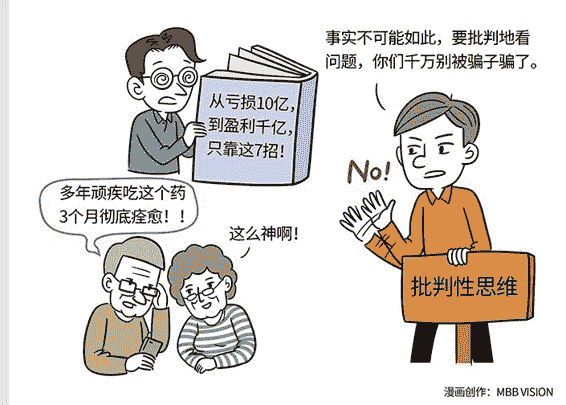 事实不可能如此，要批判地看
问题，你们千万别被骗子骗了。
从亏损10亿，
到盈利千亿，
只靠这7招！
No!
多年顽疾吃这个药
3个月彻底痊愈！！
这么神啊！
批判性思维
漫画创作：MBB VISION